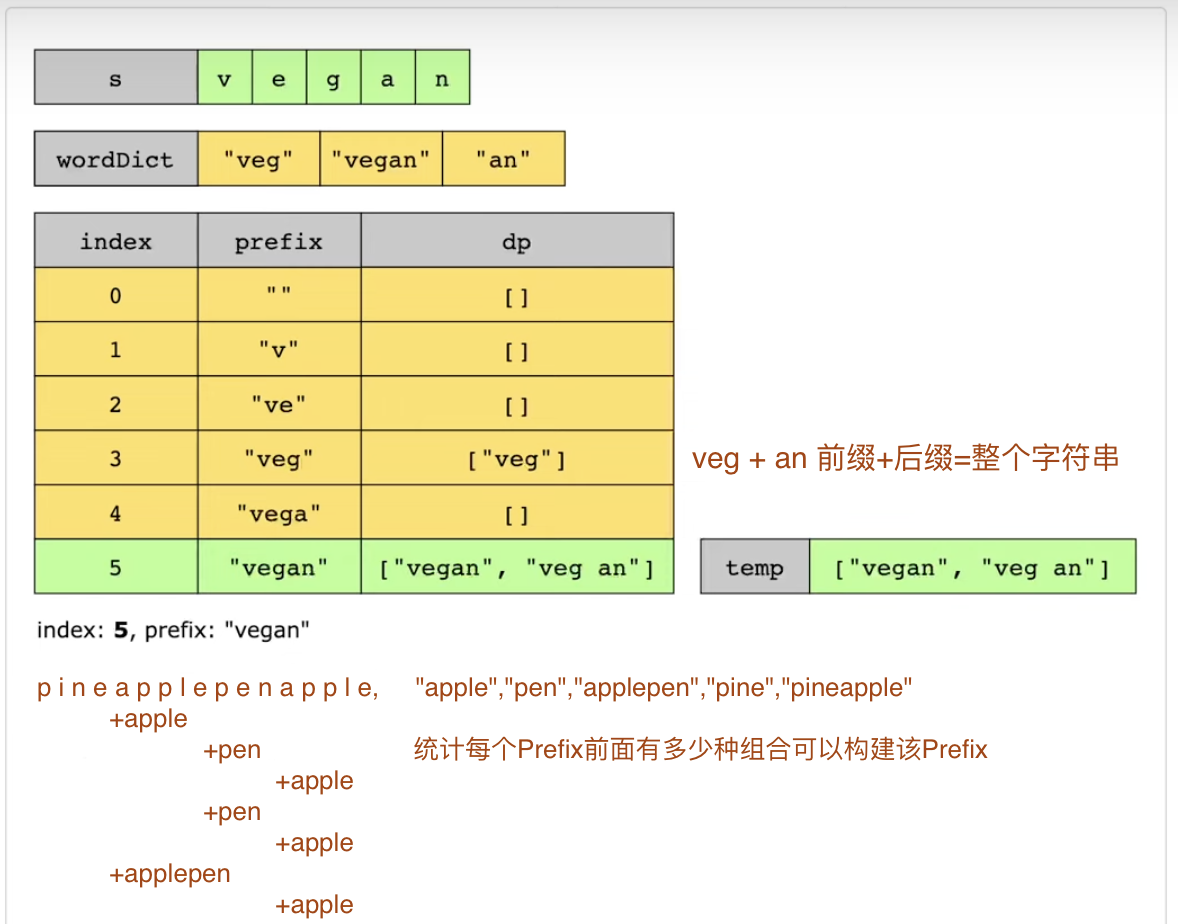 s v e g a n
wordDict "veg" "vegan" "an"
index prefix dp
0 "" []
1 "v" []
2 "ve" []
3 "veg" ["veg"] veg + an 前缀+后缀=整个字符串
4 "vega" []
5 "vegan" ["vegan", "veg an"] temp ["vegan", "veg an"]
index: 5, prefix: "vegan"
p i n e a p p l e p e n a p p l e, "apple","pen","applepen","pine","pineapple"
+apple
+pen 统计每个Prefix前面有多少种组合可以构建该Prefix
+apple
+pen
+apple
+applepen
+apple